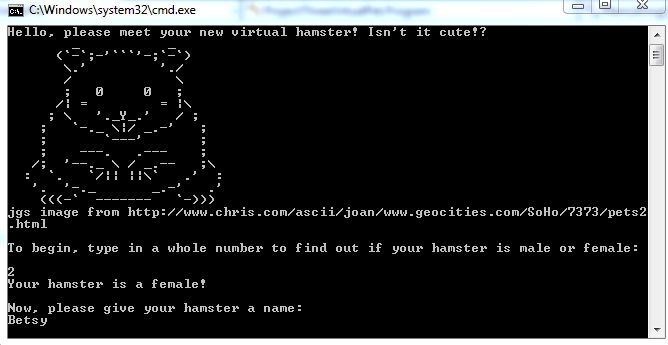 C:\Windows\system32\cmd.exe
Hello, please meet your new virtual hamster! Isn't it cute!?
jgs image from http://www.chris.com/ascii/joan/www.geocities.com/SoHo/7373/pets2
.html
To begin, type in a whole number to find out if your hamster is male or female:
2
Your hamster is a female!
Now, please give your hamster a name:
Betsy